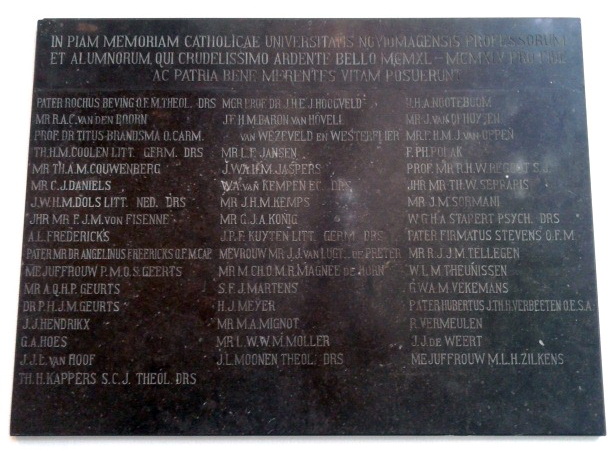 IN PIAM MEMORIAM CATHOLICAE UNIVERSITATIS NOVIOMAGENSIS PROFESSORUM
ET ALUMNORUM, QUI CRUDELISSIMO ARDENTE BELLO MCMXL - MCMXLV PRO
AC PATRIA BENE MERENTES VITAM POSUERUNT
PATER ROCHUS BEVING O.F.M. THEOL. DRS
MR R.A.C. VAN DEN DOORN
PROF. DR TITUS BRANDSMA O. CARM.
TH.H.M. COOLEN LITT. GERM. DRS
MR TH.A.M. COUWENBERG
MR C.J. DANIELS
J.W.H.M. DOLS LITT. NED. DRS
JHR MR F.J.M. VON FISENNE
A.L. FREDERICKS
PATER MR DR ANGELINUS FREERICKS O.F.M. CAP.
MEJUFFROUW P.M.O.S. GEERTS
MR A.Q.H.P. GEURTS
DR P.H.J.M. GEURTS
J.J. HENDRIKX
G.A. HOES
J.J.E. VAN HOOF
TH.H. KAPPERS S.C.J. THEOL. DRS
MGR PROF. DR J.H.E.J. HOOGVELD
J.F.H.M. BARON VAN HÖVELL
VAN WEZEVELD EN WESTERFLIER
MR L.F. JANSEN
J.W.H.M. JASPERS
W.A. VAN KEMPEN EC. DRS
MR J.H.M. KEMPS
MR C.J.A. KONIG
J.P.F. KUYTEN LITT. GERM. DRS
MEVROUW MR J.J. VAN LUGT - DE PRETER
MR M.CH.O.M.R. MAGNEE DE HORN
S.F.J. MARTENS
H.J. MEYER
MR M.A. MIGNOT
MR L.W.W.M. MOLLER
J.L. MOONEN THEOL. DRS
H.A. NOOTEBOOM
MR J. VAN
MR F.H.M.J. VAN OPPEN
F. PH. POLAK
PROF. MR R.H.W. REGOUT S.J.
JHR MR TH.W. SERRARIS
MR J.M. SORMANI
W.G.H.A. STAPERT PSYCH. DRS
PATER FIRMATUS STEVENS O.F.M.
MR R.J.J.M. TELLEGEN
W.L.M. THEUNISSEN
G.W.A.M. VEKEMANS
PATER HUBERTUS J.TH.R. VERBEETEN O.E.S.A.
R. VERMEULEN
J.J. DE WEERT
MEJUFFROUW M.L.H. ZILKENS